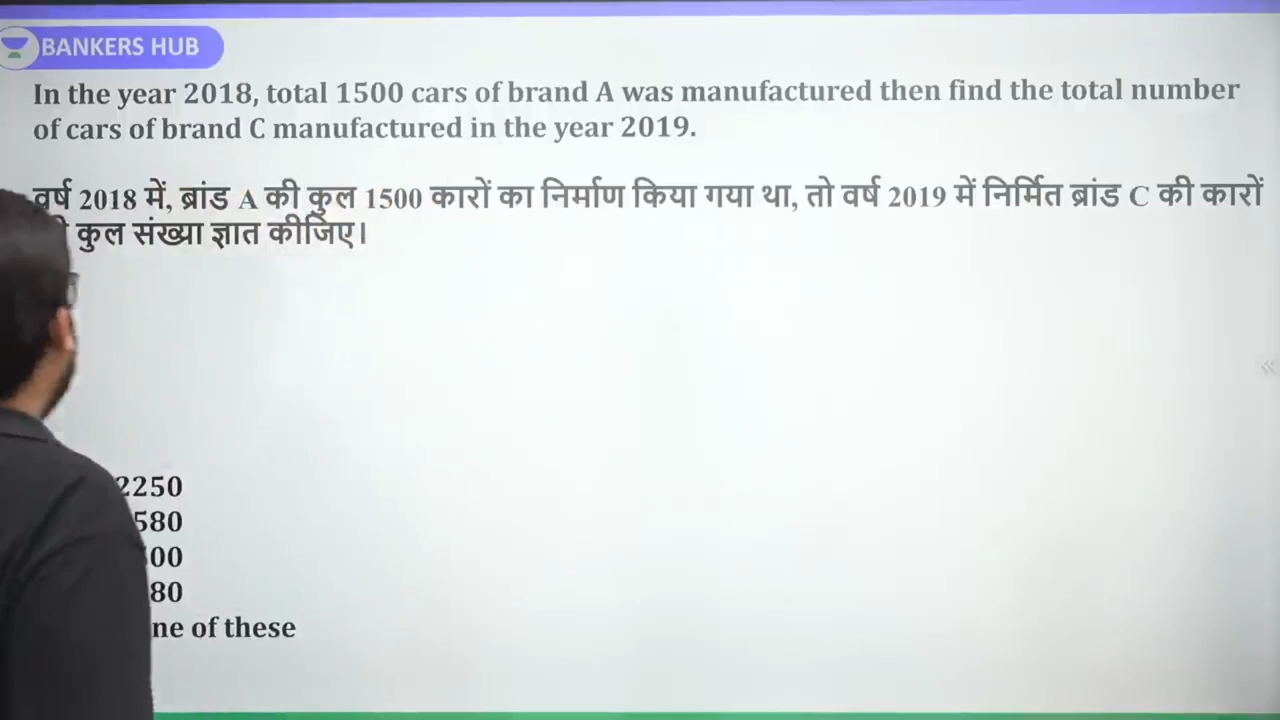 BANKERS HUB
In the year 2018, total 1500 cars of brand A was manufactured then find the total number
of cars of brand C manufactured in the year 2019.
वर्ष 2018 में, ब्रांड A की कुल 1500 कारों का निर्माण किया गया था, तो वर्ष 2019 में निर्मित ब्रांड C की कारों
कुल संख्या ज्ञात कीजिए।
2250
580
00
80
ne of these